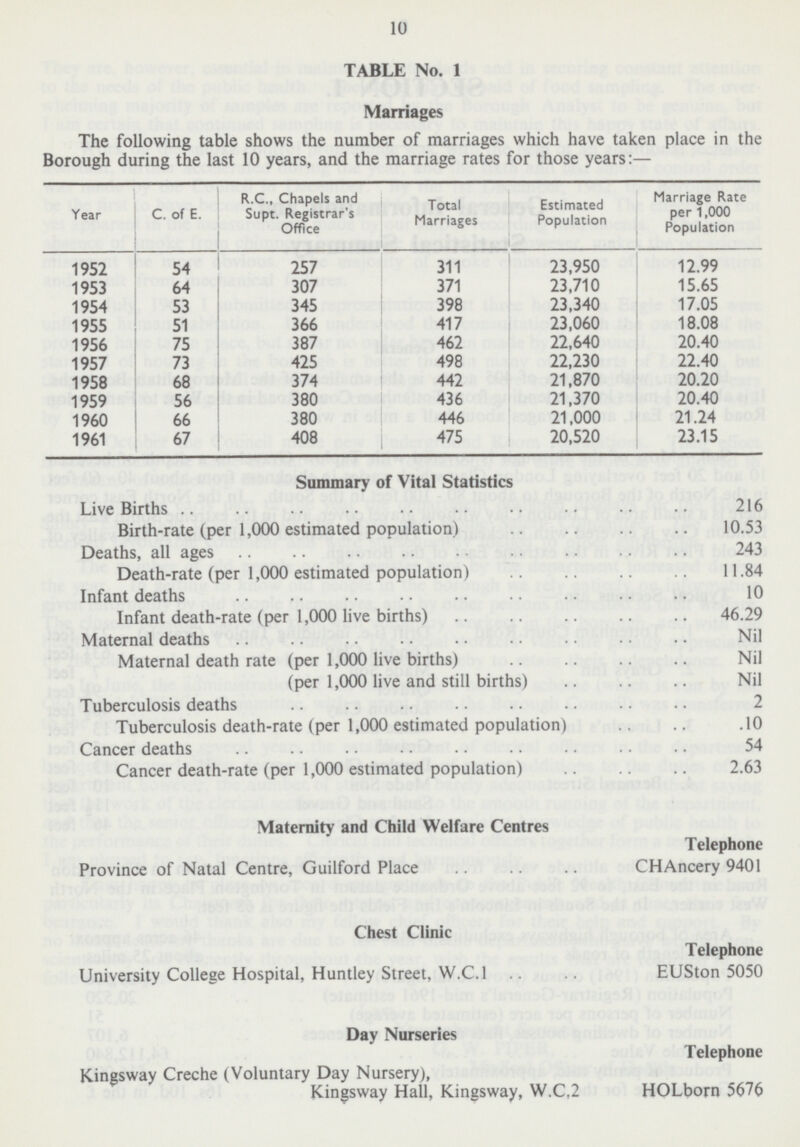 10
TABLE No. 1
Marriages
The following table shows the number of marriages which have taken place in the
Borough during the last 10 years, and the marriage rates for those years:—
Year C. of E. R.C., Chapels and Supt. Registrar's Office Total Marriages Estimated Population Marriage Rate per 1,000 Population
1952 54 257 311 23,950 12.99
1953 64 307 371 23,710 15.65
1954 53 345 398 23,340 17.05
1955 51 366 417 23,060 18.08
1956 75 387 462 22,640 20.40
1957 73 425 498 22,230 22.40
1958 68 374 442 21,870 20.20
1959 56 380 436 21,370 20.40
1960 66 380 446 21,000 21.24
1961 67 408 475 20,520 23.15
Summary of Vital Statistics
Live Births .. .. .. .. .. .. .. .. .. .. 216
Birth-rate (per 1,000 estimated population) .. .. .. .. 10.53
Deaths, all ages .. .. .. .. .. .. .. .. .. 243
Death-rate (per 1,000 estimated population) .. .. .. .. 11.84
Infant deaths .. .. .. .. .. .. .. .. .. 10
Infant death-rate (per 1,000 live births) .. .. .. .. .. 46.29
Maternal deaths .. .. .. .. .. .. .. .. .. Nil
Maternal death rate (per 1,000 live births) .. .. .. .. Nil
(per 1,000 live and still births) .. .. .. Nil
Tuberculosis deaths .. .. .. .. .. .. .. .. 2
Tuberculosis death-rate (per 1,000 estimated population) .. .. .10
Cancer deaths .. .. .. .. .. .. .. .. .. 54
Cancer death-rate (per 1,000 estimated population) .. .. .. 2.63
Maternity and Child Welfare Centres
Telephone
Province of Natal Centre, Guilford Place .. .. .. CHAncery 9401
Chest Clinic
Telephone
University College Hospital, Huntley Street, W.C.1 .. .. EUSton 5050
Day Nurseries
Telephone
Kingsway Creche (Voluntary Day Nursery),
Kingsway Hall, Kingsway, W.C.2 HOLborn 5676